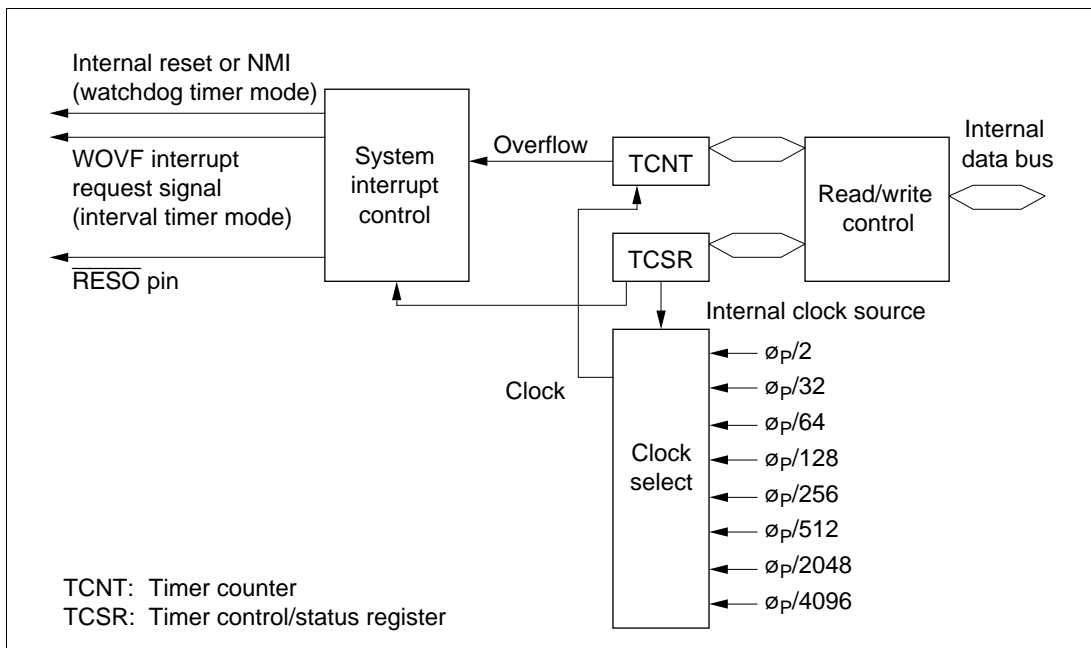 Internal reset or NMI
(watchdog timer mode)
WOVF interrupt
request signal
(interval timer mode)
RESO pin
System
interrupt
control
Overflow
TCNT
TCSR
Read/write
control
Internal
data bus
Internal clock source
Clock
Clock
select
øP/2
øP/32
øP/64
øP/128
øP/256
øP/512
øP/2048
øP/4096
TCNT: Timer counter
TCSR: Timer control/status register